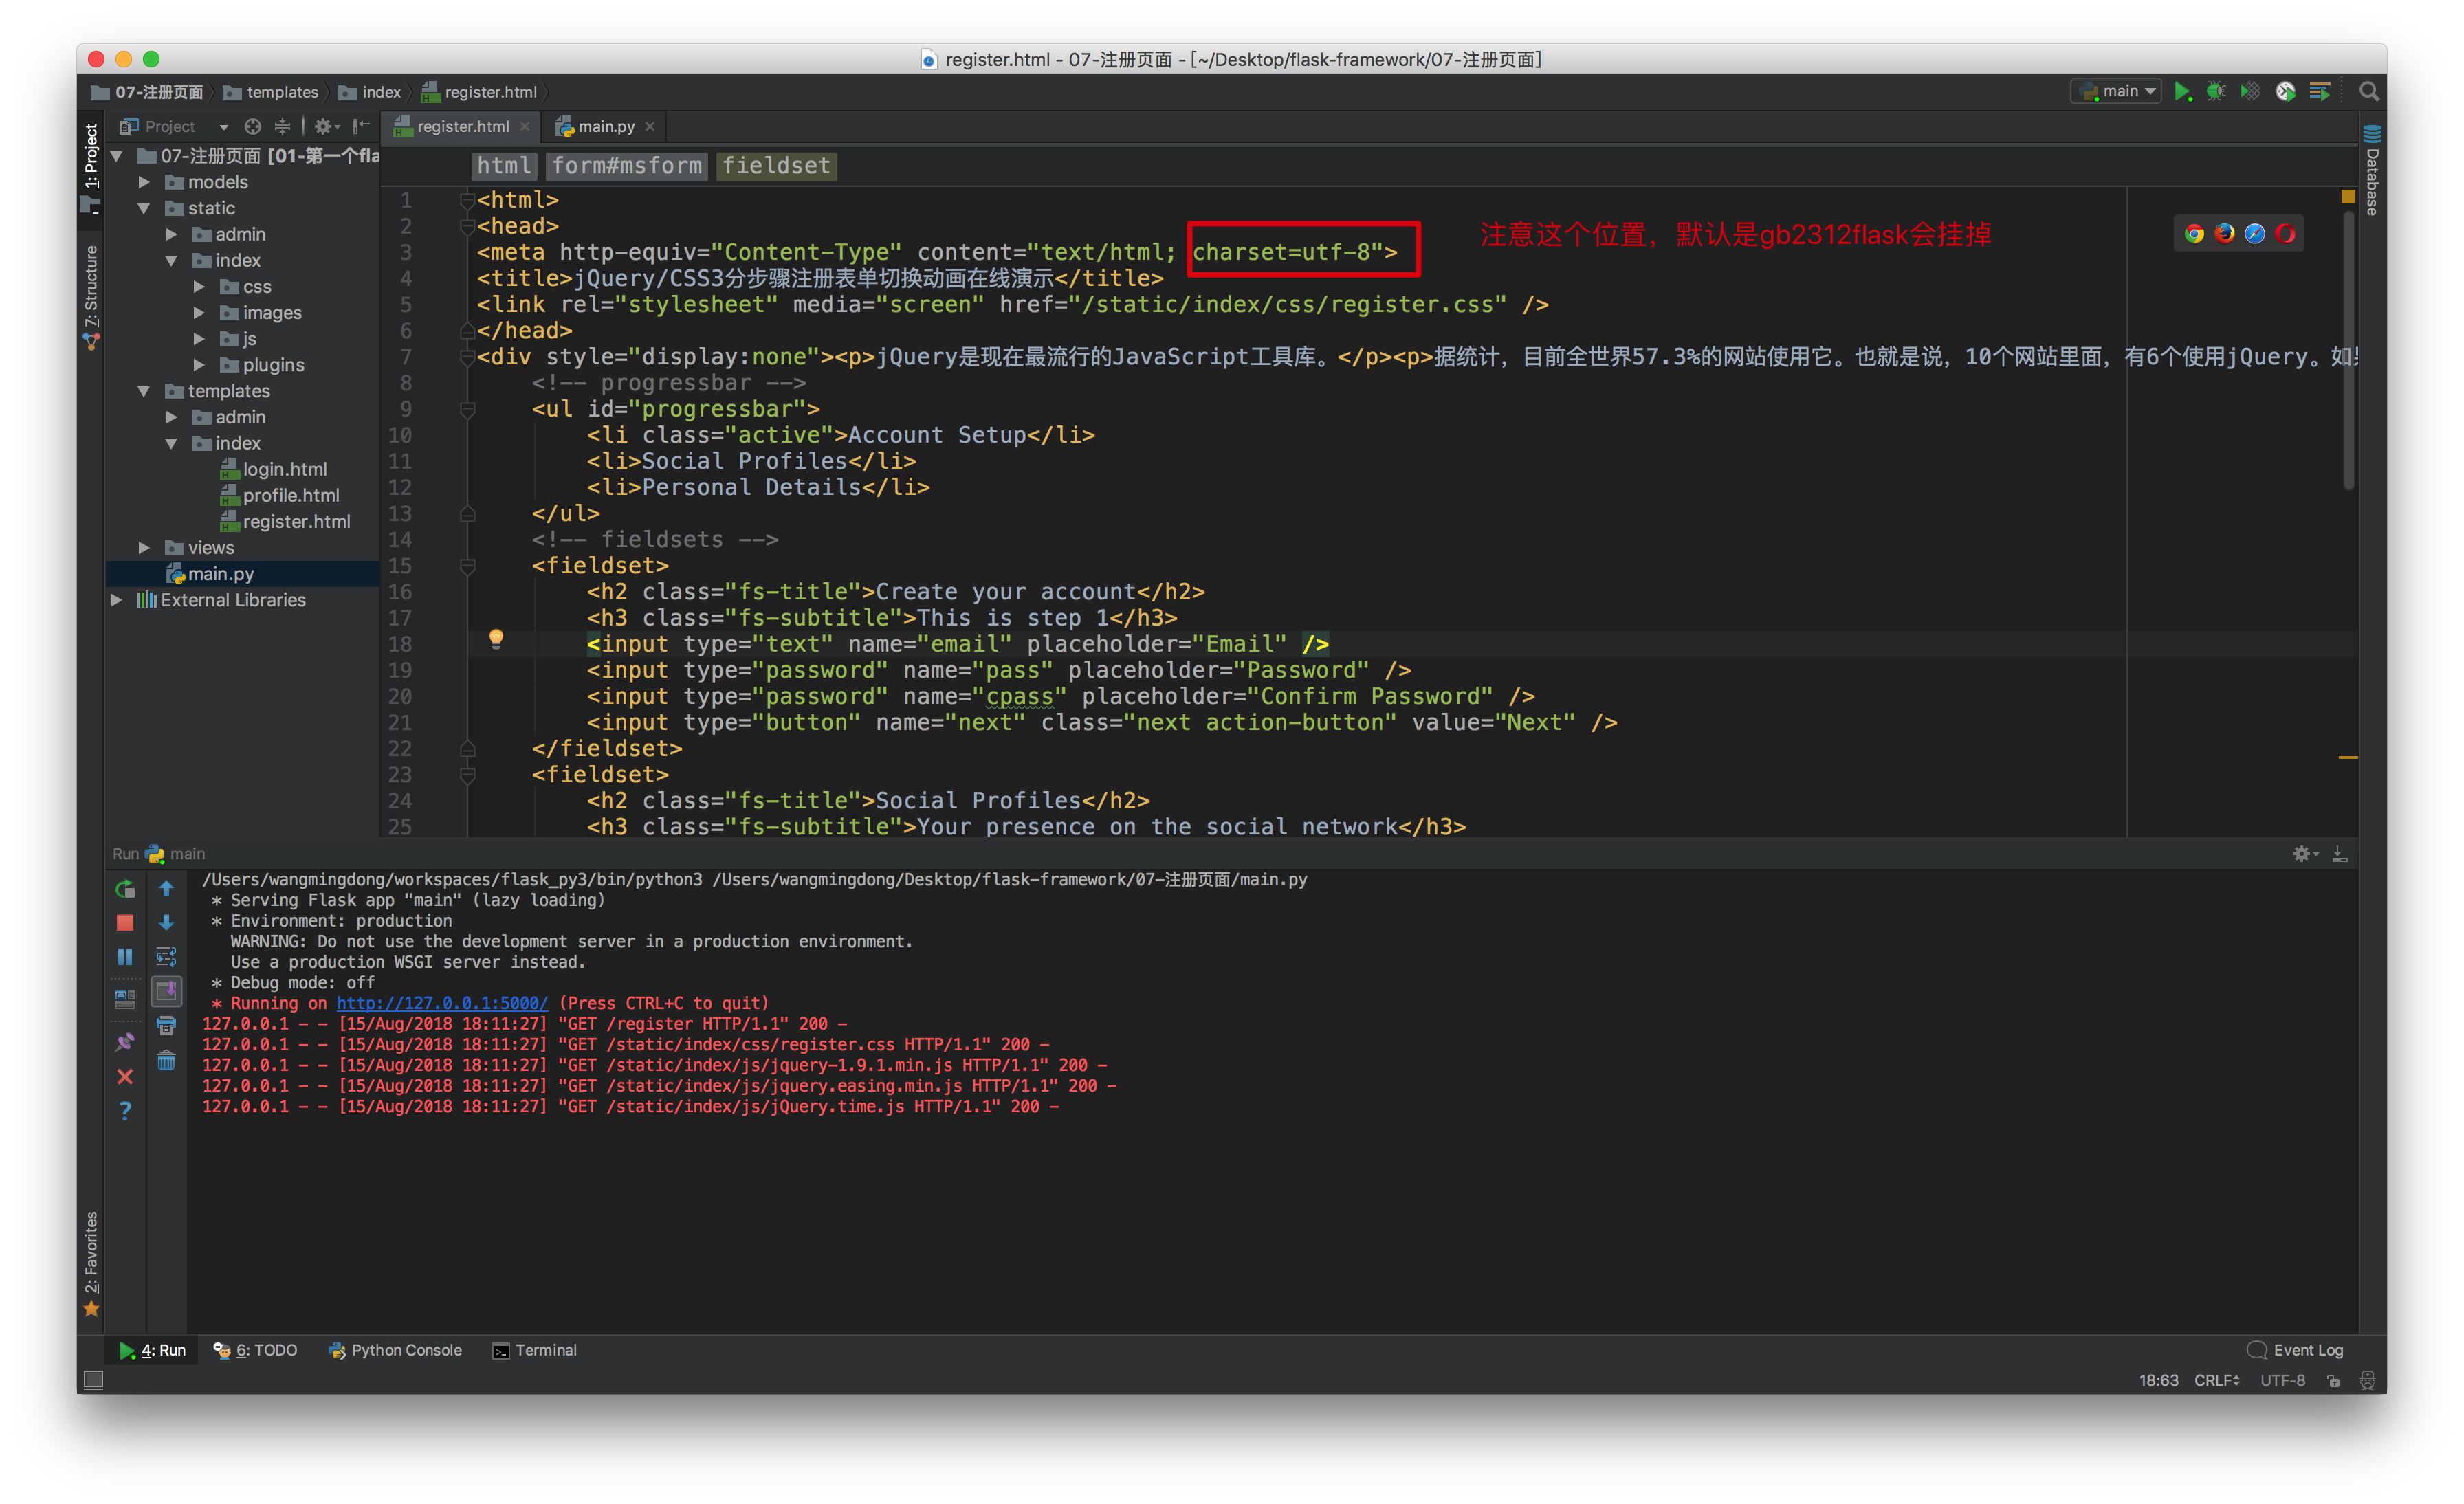 register.html - 07-注册页面 - [~/Desktop/flask-framework/07-注册页面]
07-注册页面 templates index register.html
main
1: Project
7: Structure
2: Favorites
Database
Project
register.html
main.py
07-注册页面 [01-第一个fla
models
static
admin
index
css
images
js
plugins
templates
admin
index
login.html
profile.html
register.html
views
main.py
External Libraries
html form#msform fieldset
1 <html>
2 <head>
3 <meta http-equiv="Content-Type" content="text/html; charset=utf-8">
注意这个位置，默认是gb2312flask会挂掉
4 <title>jQuery/CSS3分步骤注册表单切换动画在线演示</title>
5 <link rel="stylesheet" media="screen" href="/static/index/css/register.css" />
6 </head>
7 <div style="display:none"><p>jQuery是现在最流行的JavaScript工具库。</p><p>据统计，目前全世界57.3%的网站使用它。也就是说，10个网站里面，有6个使用jQuery。如
8 <!-- progressbar -->
9 <ul id="progressbar">
10 <li class="active">Account Setup</li>
11 <li>Social Profiles</li>
12 <li>Personal Details</li>
13 </ul>
14 <!-- fieldsets -->
15 <fieldset>
16 <h2 class="fs-title">Create your account</h2>
17 <h3 class="fs-subtitle">This is step 1</h3>
18 <input type="text" name="email" placeholder="Email" />
19 <input type="password" name="pass" placeholder="Password" />
20 <input type="password" name="cpass" placeholder="Confirm Password" />
21 <input type="button" name="next" class="next action-button" value="Next" />
22 </fieldset>
23 <fieldset>
24 <h2 class="fs-title">Social Profiles</h2>
25 <h3 class="fs-subtitle">Your presence on the social network</h3>
Run main
/Users/wangmingdong/workspaces/flask_py3/bin/python3 /Users/wangmingdong/Desktop/flask-framework/07-注册页面/main.py
* Serving Flask app "main" (lazy loading)
* Environment: production
WARNING: Do not use the development server in a production environment.
Use a production WSGI server instead.
* Debug mode: off
* Running on http://127.0.0.1:5000/ (Press CTRL+C to quit)
127.0.0.1 - - [15/Aug/2018 18:11:27] "GET /register HTTP/1.1" 200 -
127.0.0.1 - - [15/Aug/2018 18:11:27] "GET /static/index/css/register.css HTTP/1.1" 200 -
127.0.0.1 - - [15/Aug/2018 18:11:27] "GET /static/index/js/jquery-1.9.1.min.js HTTP/1.1" 200 -
127.0.0.1 - - [15/Aug/2018 18:11:27] "GET /static/index/js/jquery.easing.min.js HTTP/1.1" 200 -
127.0.0.1 - - [15/Aug/2018 18:11:27] "GET /static/index/js/jQuery.time.js HTTP/1.1" 200 -
4: Run 6: TODO Python Console Terminal Event Log
18:63 CRLF UTF-8